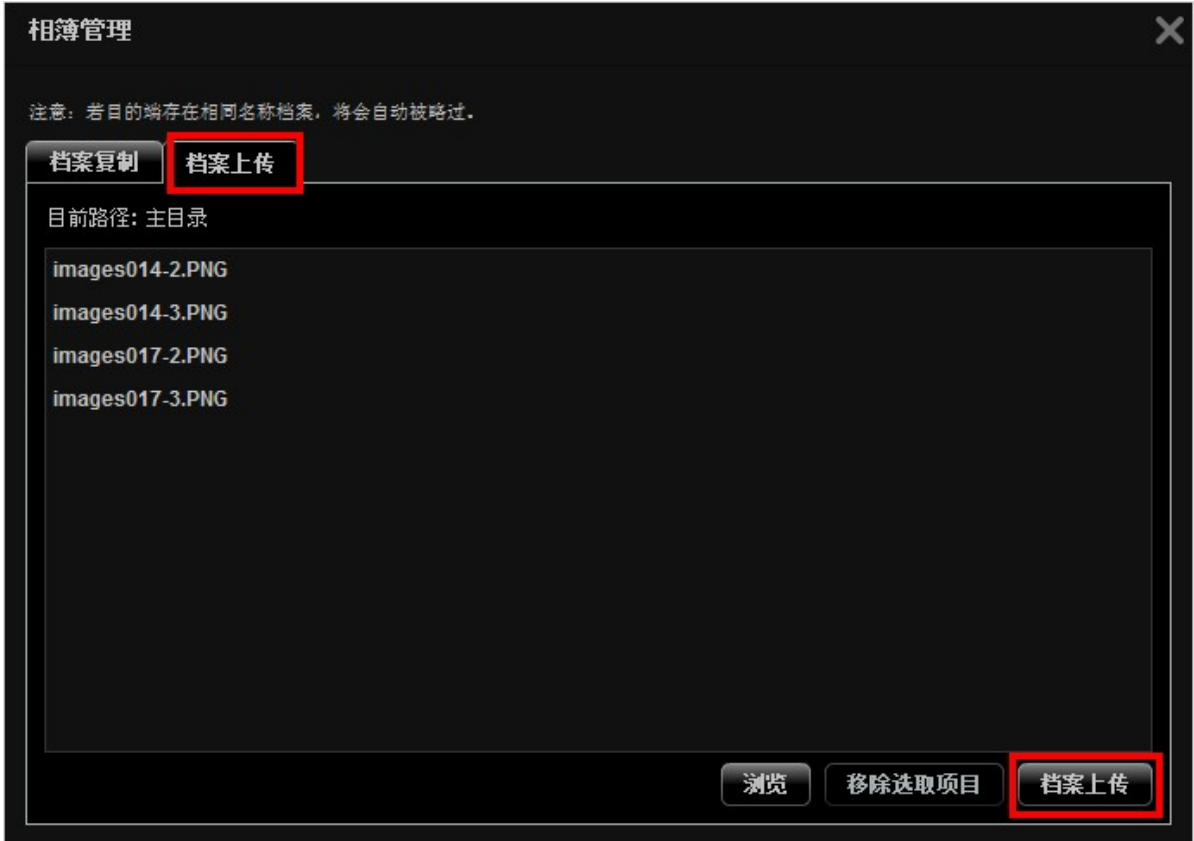 相簿管理
注意：若目的端存在相同名称档案，将会自动被略过。
档案复制 档案上传
目前路径: 主目录
images014-2.PNG
images014-3.PNG
images017-2.PNG
images017-3.PNG
浏览 移除选取项目 档案上传